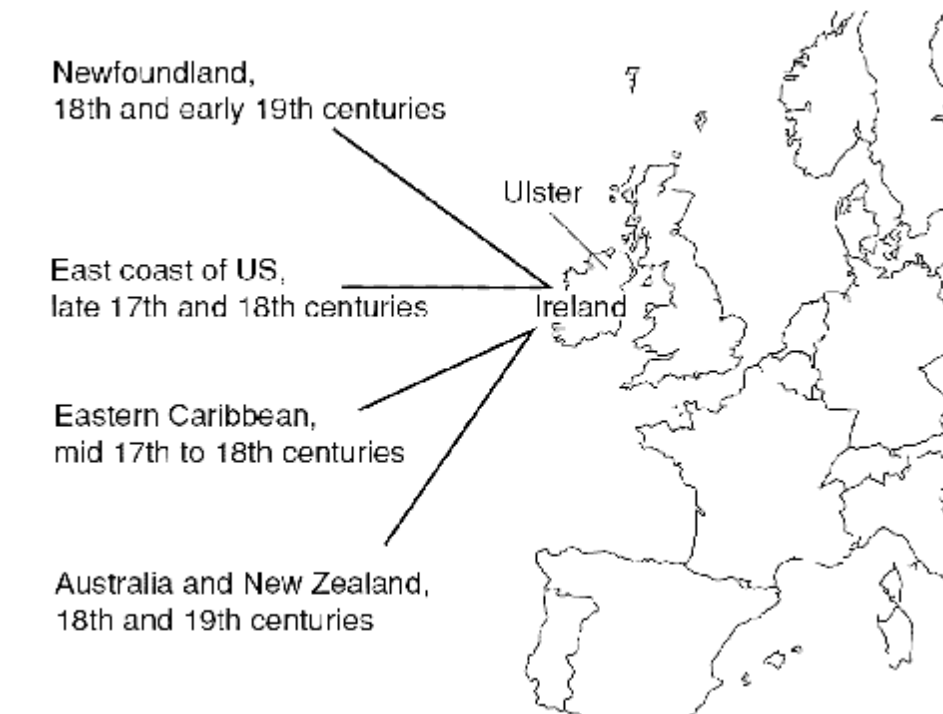 Newfoundland,
18th and early 19th centuries
Ulster
East coast of US,
late 17th and 18th centuries
Ireland
Eastern Caribbean,
mid 17th to 18th centuries
Australia and New Zealand,
18th and 19th centuries